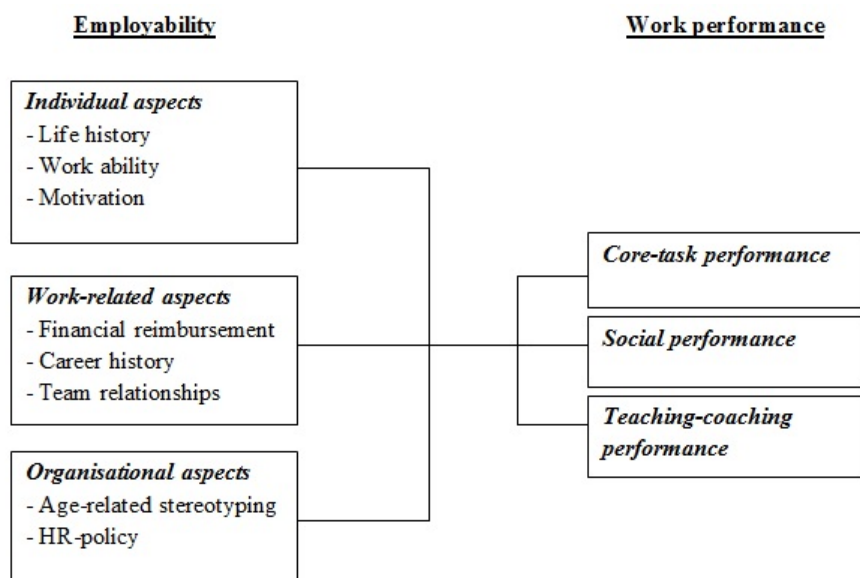 Employability
Work performance
Individual aspects
- Life history
- Work ability
- Motivation
Work-related aspects
- Financial reimbursement
- Career history
- Team relationships
Organisational aspects
- Age-related stereotyping
- HR-policy
Core-task performance
Social performance
Teaching-coaching
performance